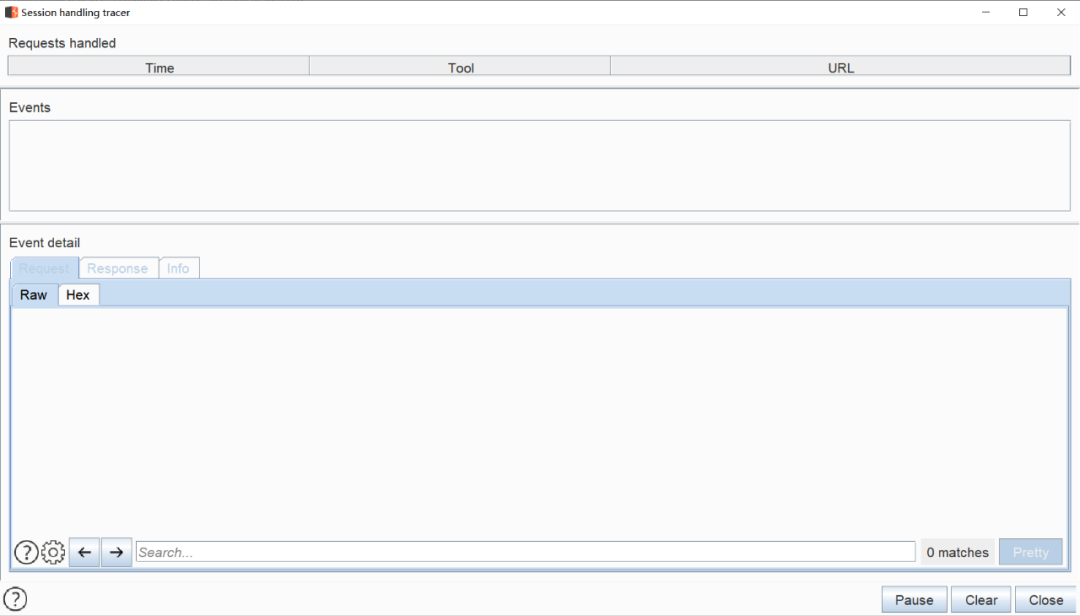 Session handling tracer
Requests handled
Time Tool URL
Events
Event detail
Request Response Info
Raw Hex
? Search... 0 matches Pretty
? Pause Clear Close